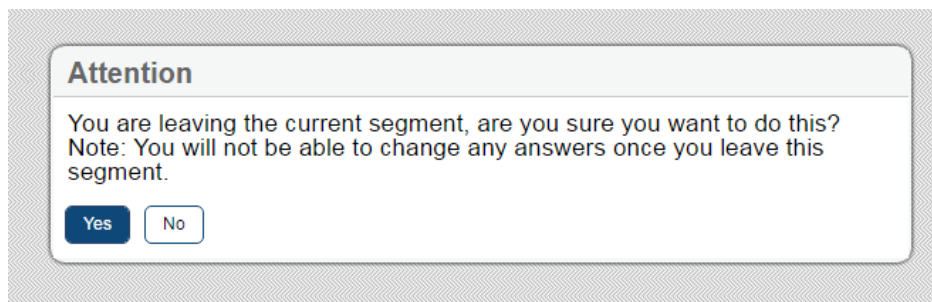 Attention
You are leaving the current segment, are you sure you want to do this?
Note: You will not be able to change any answers once you leave this
segment.
Yes No